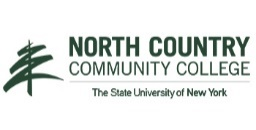 NORTH COUNTRY
COMMUNITY COLLEGE
The State University of New York